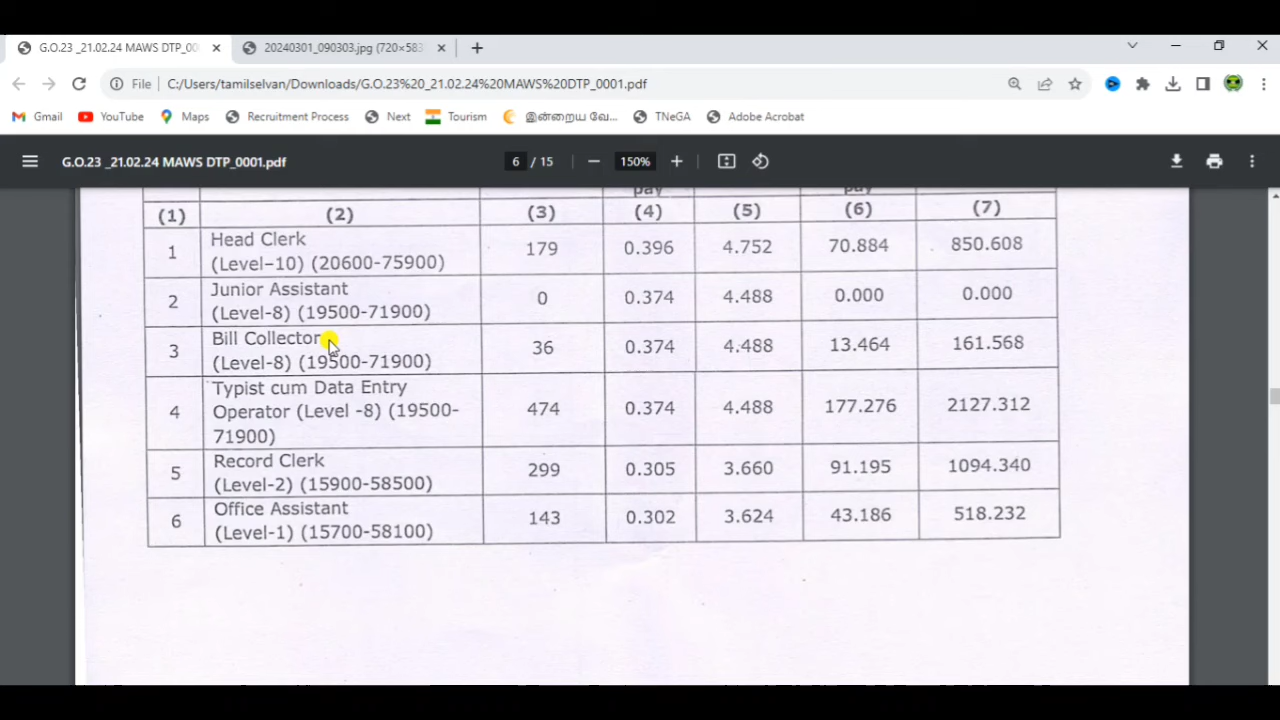 G.O.23 _21.02.24 MAWS DTP_00
20240301_090303.jpg (720×583
File C:/Users/tamilselvan/Downloads/G.O.23%20_21.02.24%20MAWS%20DTP_0001.pdf
Gmail YouTube Maps Recruitment Process Next Tourism இன்றைய வே... TNeGA Adobe Acrobat
G.O.23 _21.02.24 MAWS DTP_0001.pdf 6 / 15 150%
pay pay
(1) (2) (3) (4) (5) (6) (7)
1 Head Clerk 179 0.396 4.752 70.884 850.608
(Level–10) (20600-75900)
2 Junior Assistant 0 0.374 4.488 0.000 0.000
(Level-8) (19500-71900)
3 Bill Collector 36 0.374 4.488 13.464 161.568
(Level-8) (19500-71900)
4 Typist cum Data Entry 474 0.374 4.488 177.276 2127.312
Operator (Level -8) (19500-
71900)
5 Record Clerk 299 0.305 3.660 91.195 1094.340
(Level-2) (15900-58500)
6 Office Assistant 143 0.302 3.624 43.186 518.232
(Level-1) (15700-58100)